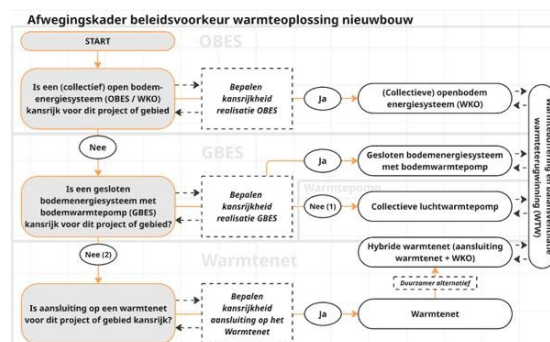 Afwegingskader beleidsvoorkeur warmteoplossing nieuwbouw
OBES
START
Is een (collectief) open bodem-
energiesysteem (OBES / WKO)
kansrijk voor dit project of gebied
Bepalen
kansrijkheid
realisatie OBES
Ja
(Collectieve) openbodem
energiesysteem (WKO)
Nee
GBES
Is een gesloten
bodemenergiesysteem met
bodemwarmtepomp (GBES)
kansrijk voor dit project of gebied?
Bepalen
kansrijkheid
realisatie GBES
Ja
Gesloten bodemenergiesysteem
met bodemwarmtepomp
Warmtepomp
Nee (1)
Collectieve luchtwarmtepomp
warmteterugwinning (WTW)
Nee (2)
Warmtenet
Hybride warmtenet (aansluiting
warmtenet + WKO)
Duurzamer alternatief
Is aansluiting op een warmtenet
voor dit project of gebied kansrijk?
Bepalen
kansrijkheid
aansluiting op het
Warmtenet
Ja
Warmtenet